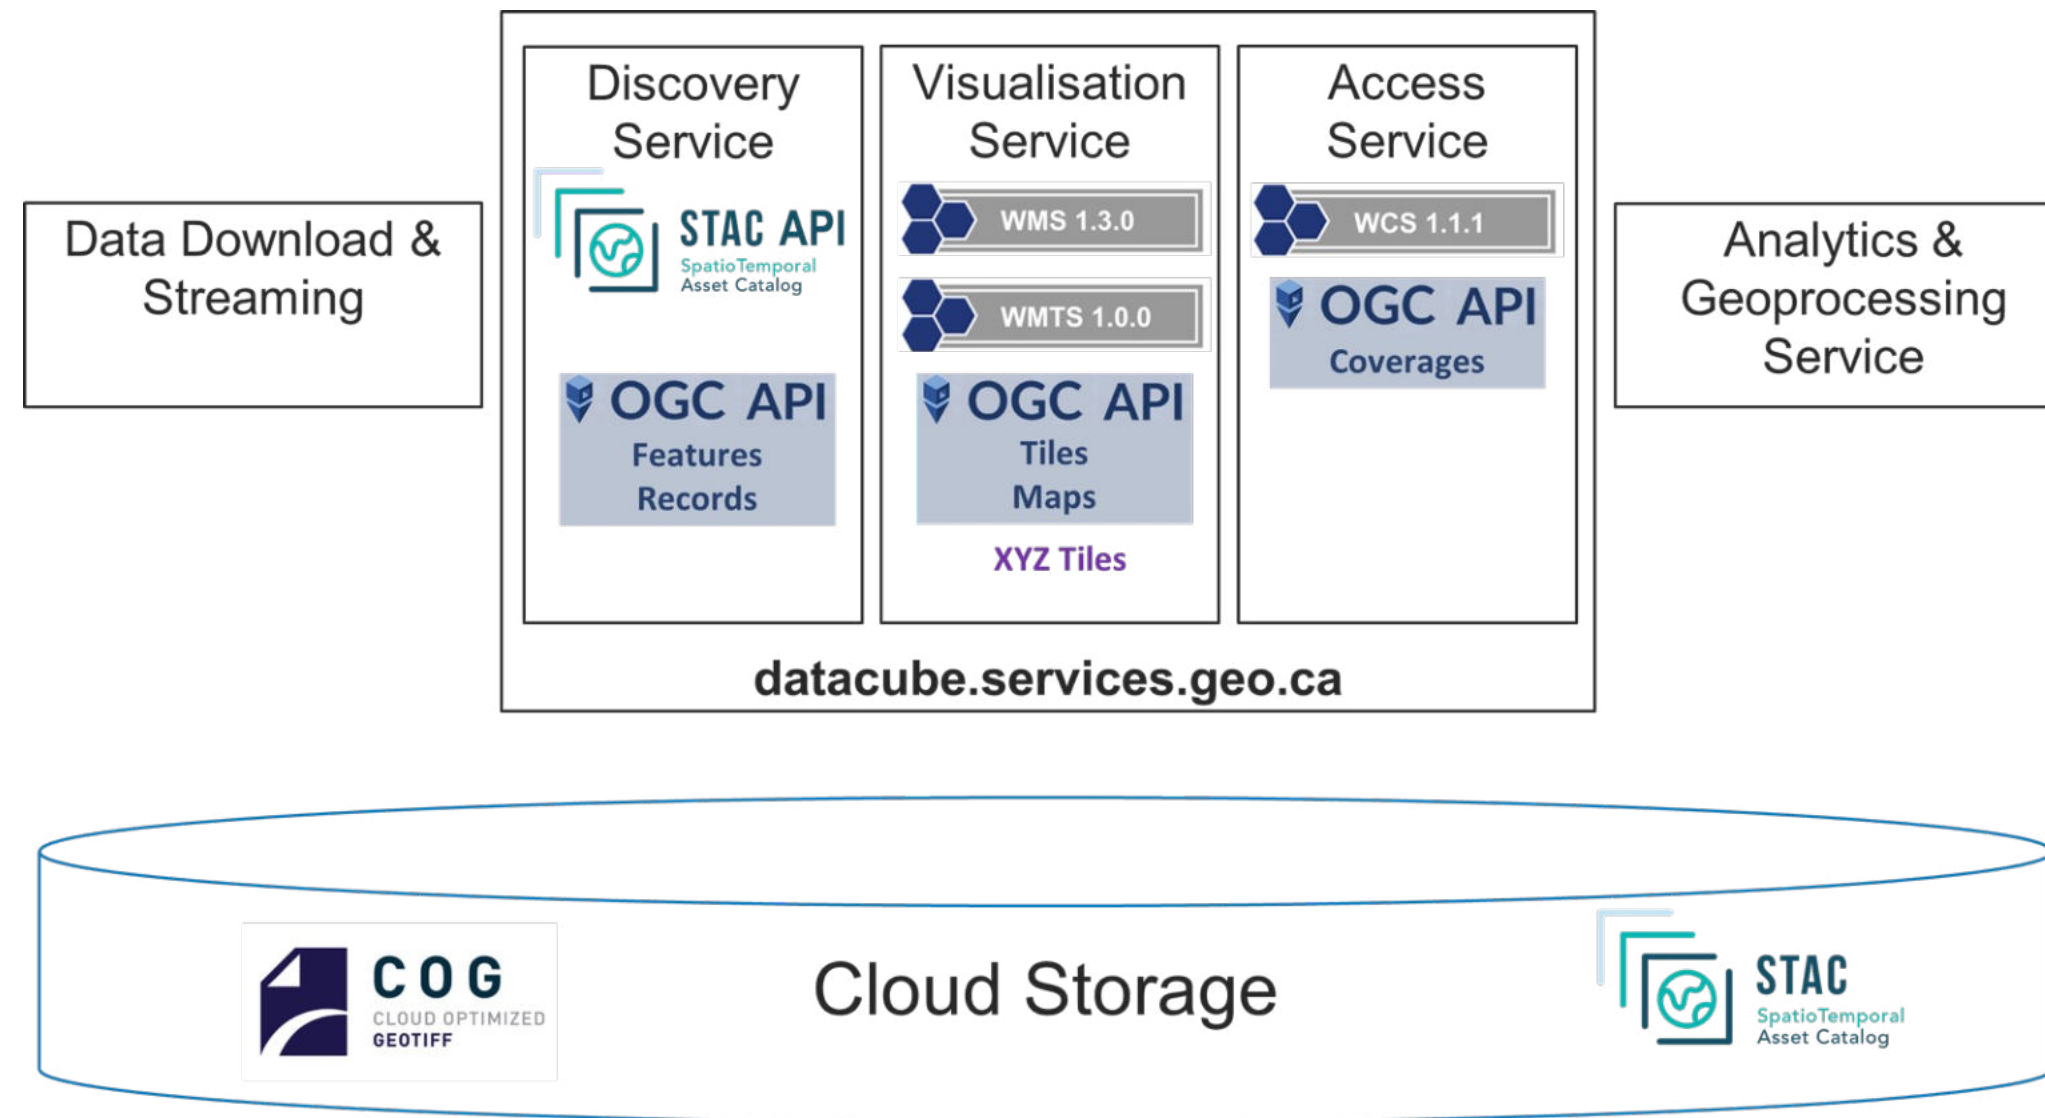 Data Download &
Streaming
Discovery
Service
STAC API
SpatioTemporal
Asset Catalog
OGC API
Features
Records
Visualisation
Service
WMS 1.3.0
WMTS 1.0.0
OGC API
Tiles
Maps
XYZ Tiles
Access
Service
WCS 1.1.1
OGC API
Coverages
datacube.services.geo.ca
Analytics &
Geoprocessing
Service
COG
CLOUD OPTIMIZED
GEOTIFF
Cloud Storage
STAC
SpatioTemporal
Asset Catalog